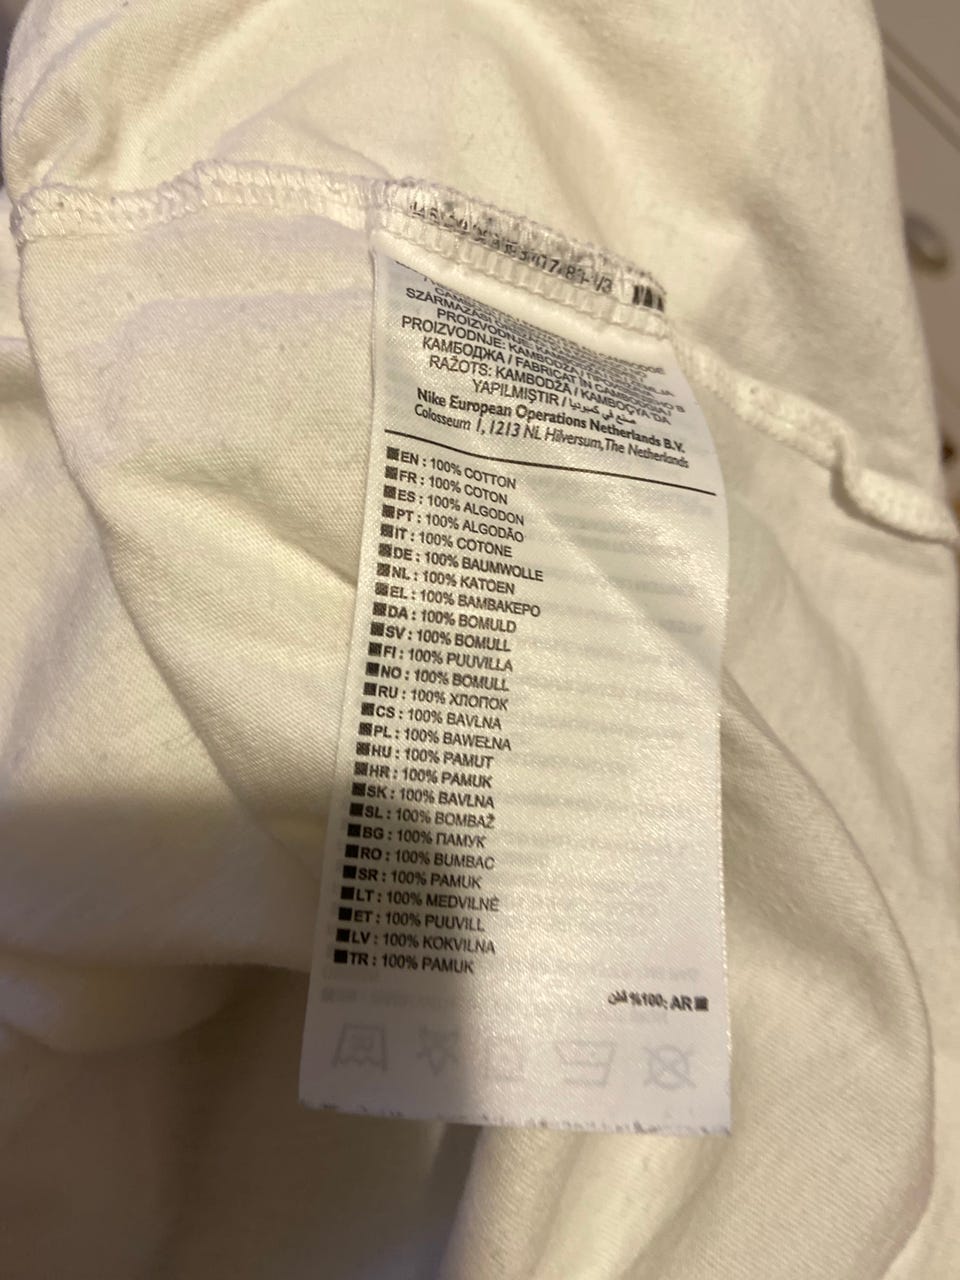 SZÁRMAZÁSI
PROIZVODNJE: KAMBODŽA /
КАМБОДЖА / FABRICAT ÎN CAMBODGIA /
RAŽOTS: KAMBODŽA / KAMBOÇYA'DA
YAPILMIŞTIR / صنع في كمبوديا
Nike European Operations Netherlands B.V.
Colosseum 1, 1213 NL Hilversum, The Netherlands
EN : 100% COTTON
FR : 100% COTON
ES : 100% ALGODON
PT : 100% ALGODÃO
IT : 100% COTONE
DE : 100% BAUMWOLLE
NL : 100% KATOEN
EL : 100% ΒΑΜΒΑΚΕΡΟ
DA : 100% BOMULD
SV : 100% BOMULL
FI : 100% PUUVILLA
NO : 100% BOMULL
RU : 100% ХЛОПОК
CS : 100% BAVLNA
PL : 100% BAWEŁNA
HU : 100% PAMUT
HR : 100% PAMUK
SK : 100% BAVLNA
SL : 100% BOMBAŽ
BG : 100% ПАМУК
RO : 100% BUMBAC
SR : 100% PAMUK
LT : 100% MEDVILNĖ
ET : 100% PUUVILL
LV : 100% KOKVILNA
TR : 100% PAMUK
AR :100% قطن